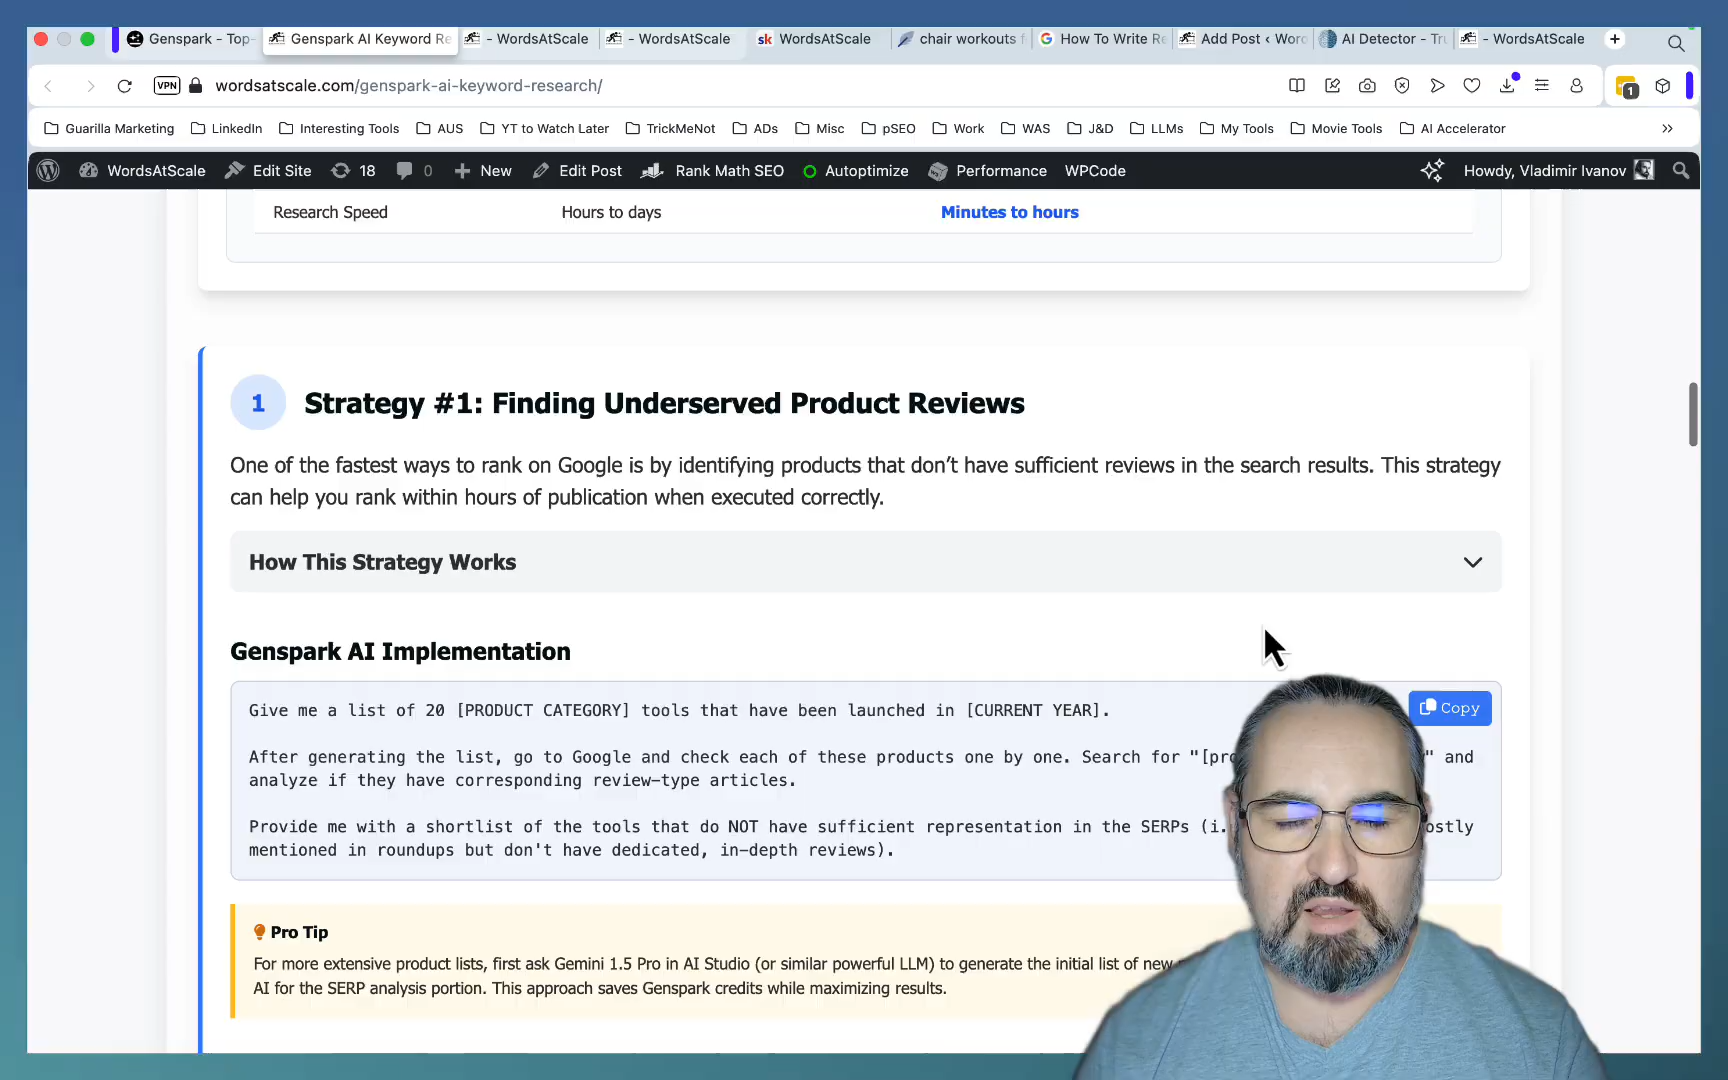 Genspark - Top-
Genspark AI Keyword Re
- WordsAtScale
- WordsAtScale
sk WordsAtScale
chair workouts f
How To Write Re
Add Post ‹ Word
AI Detector - Tru
- WordsAtScale
VPN wordsatscale.com/genspark-ai-keyword-research/
1
Guarilla Marketing LinkedIn Interesting Tools AUS YT to Watch Later TrickMeNot ADs Misc pSEO Work WAS J&D LLMs My Tools Movie Tools AI Accelerator
WordsAtScale Edit Site 18 0 New Edit Post Rank Math SEO Autoptimize Performance WPCode Howdy, Vladimir Ivanov
Research Speed Hours to days Minutes to hours
1 Strategy #1: Finding Underserved Product Reviews
One of the fastest ways to rank on Google is by identifying products that don’t have sufficient reviews in the search results. This strategy
can help you rank within hours of publication when executed correctly.
How This Strategy Works
Genspark AI Implementation
Copy
Give me a list of 20 [PRODUCT CATEGORY] tools that have been launched in [CURRENT YEAR].
After generating the list, go to Google and check each of these products one by one. Search for "[pro " and
analyze if they have corresponding review-type articles.
Provide me with a shortlist of the tools that do NOT have sufficient representation in the SERPs (i. ostly
mentioned in roundups but don't have dedicated, in-depth reviews).
Pro Tip
For more extensive product lists, first ask Gemini 1.5 Pro in AI Studio (or similar powerful LLM) to generate the initial list of new
AI for the SERP analysis portion. This approach saves Genspark credits while maximizing results.